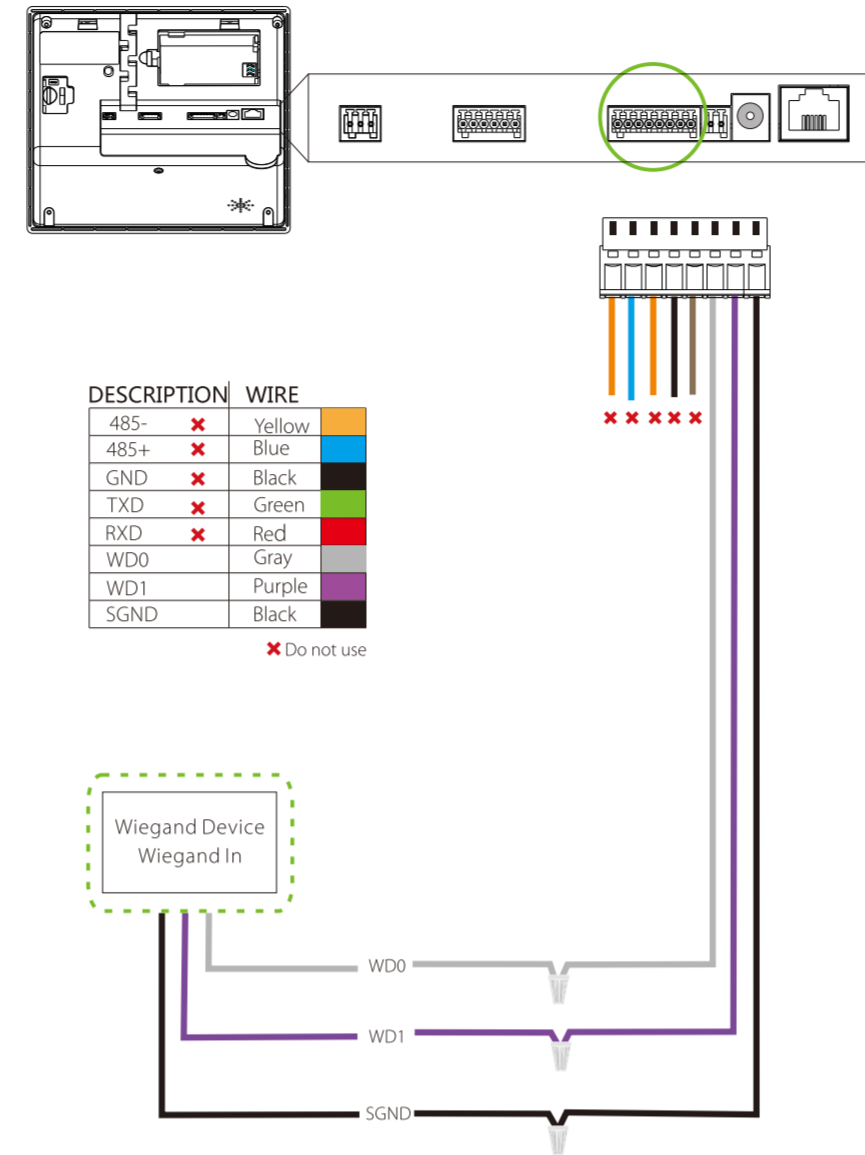 DESCRIPTION WIRE
485- Yellow
485+ Blue
GND Black
TXD Green
RXD Red
WD0 Gray
WD1 Purple
SGND Black
Do not use
Wiegand Device
Wiegand In
WD0
WD1
SGND